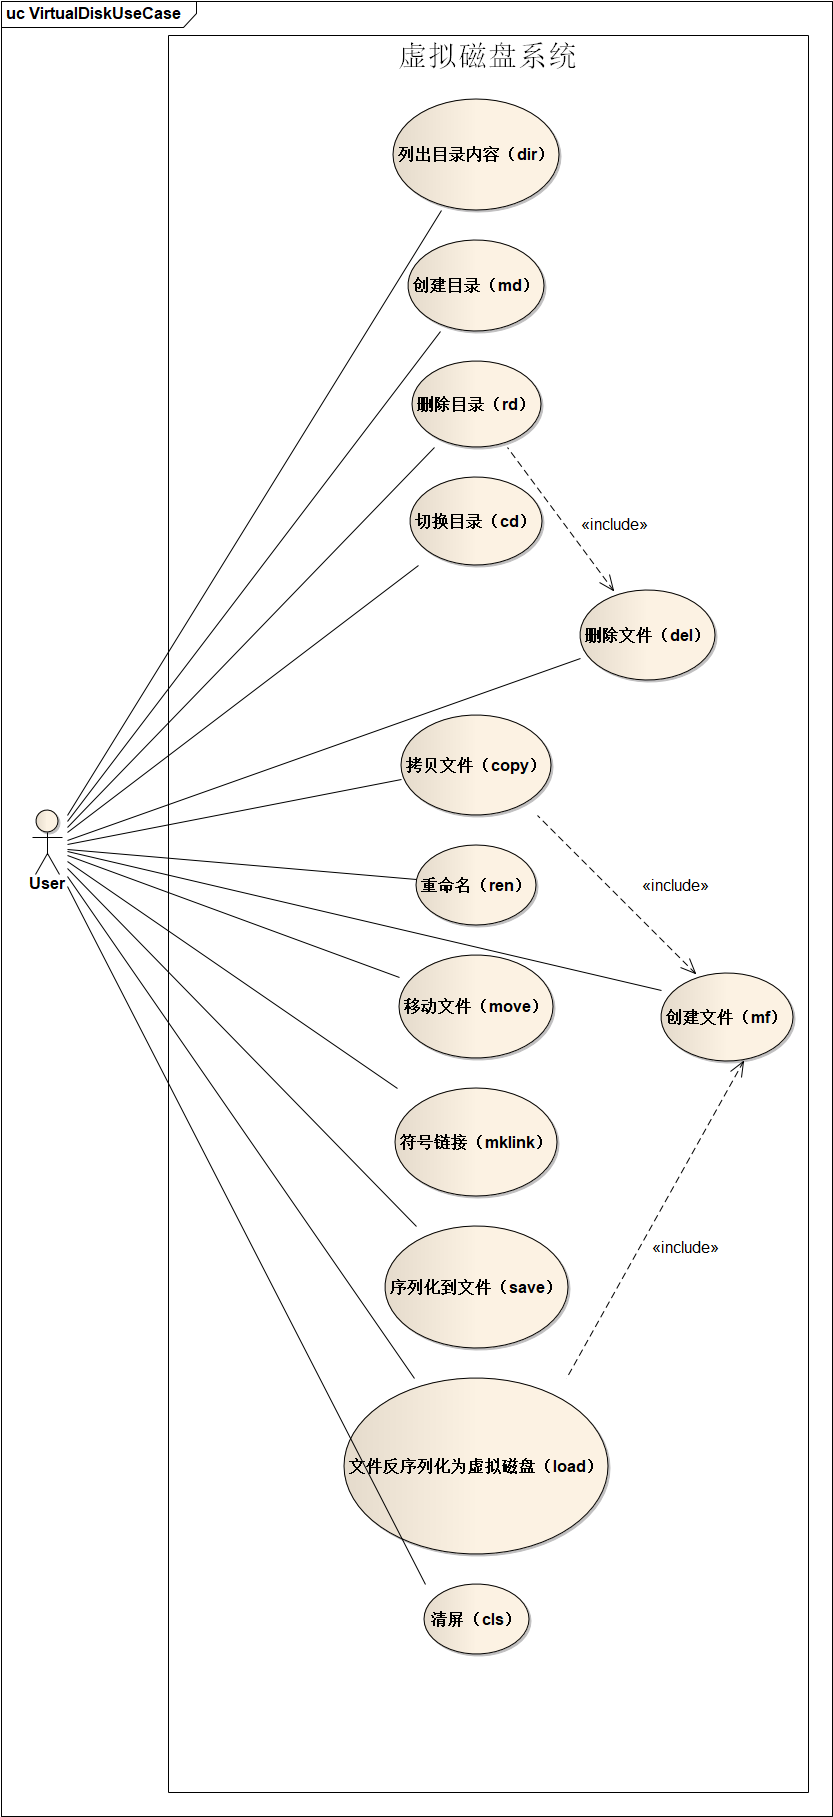 uc VirtualDiskUseCase
虚拟磁盘系统
列出目录内容（dir）
创建目录（md）
删除目录（rd）
切换目录（cd）
«include»
删除文件（del）
拷贝文件（copy）
User
重命名（ren）
«include»
移动文件（move）
创建文件（mf）
符号链接（mklink）
«include»
序列化到文件（save）
文件反序列化为虚拟磁盘（load）
清屏（cls）